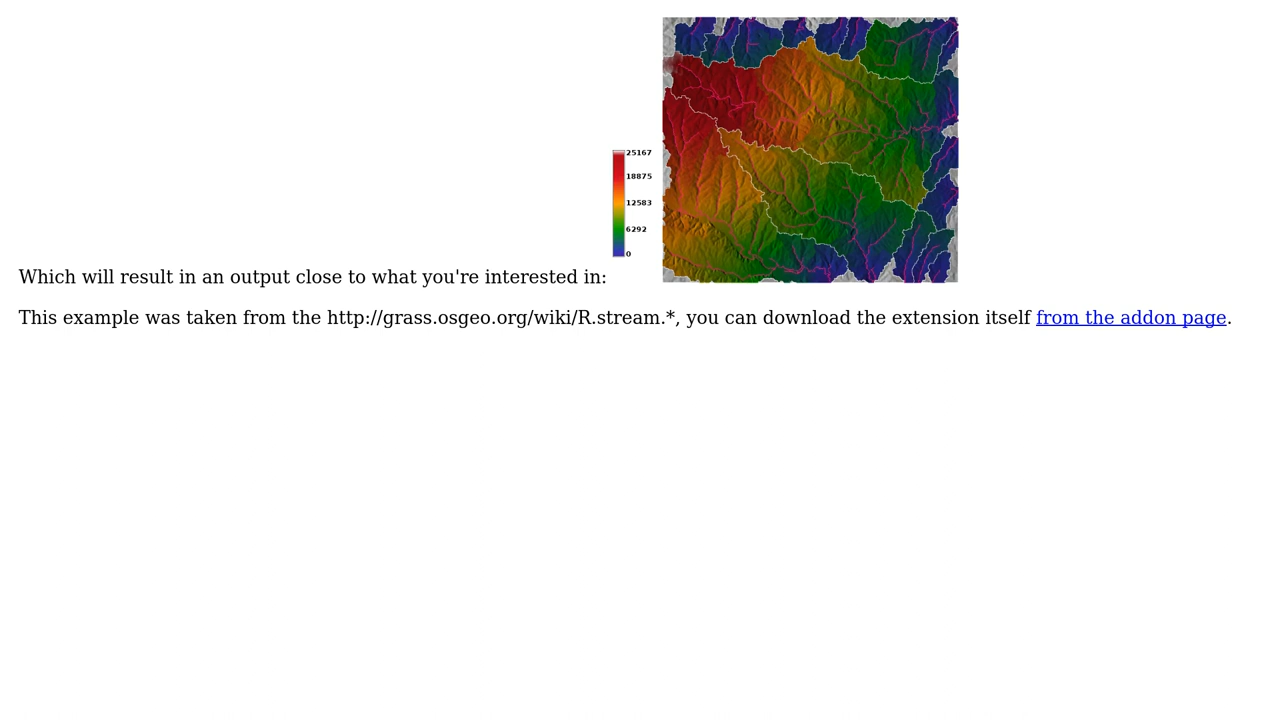 25167
18875
12583
6292
0
Which will result in an output close to what you're interested in:
This example was taken from the http://grass.osgeo.org/wiki/R.stream.*, you can download the extension itself from the addon page.